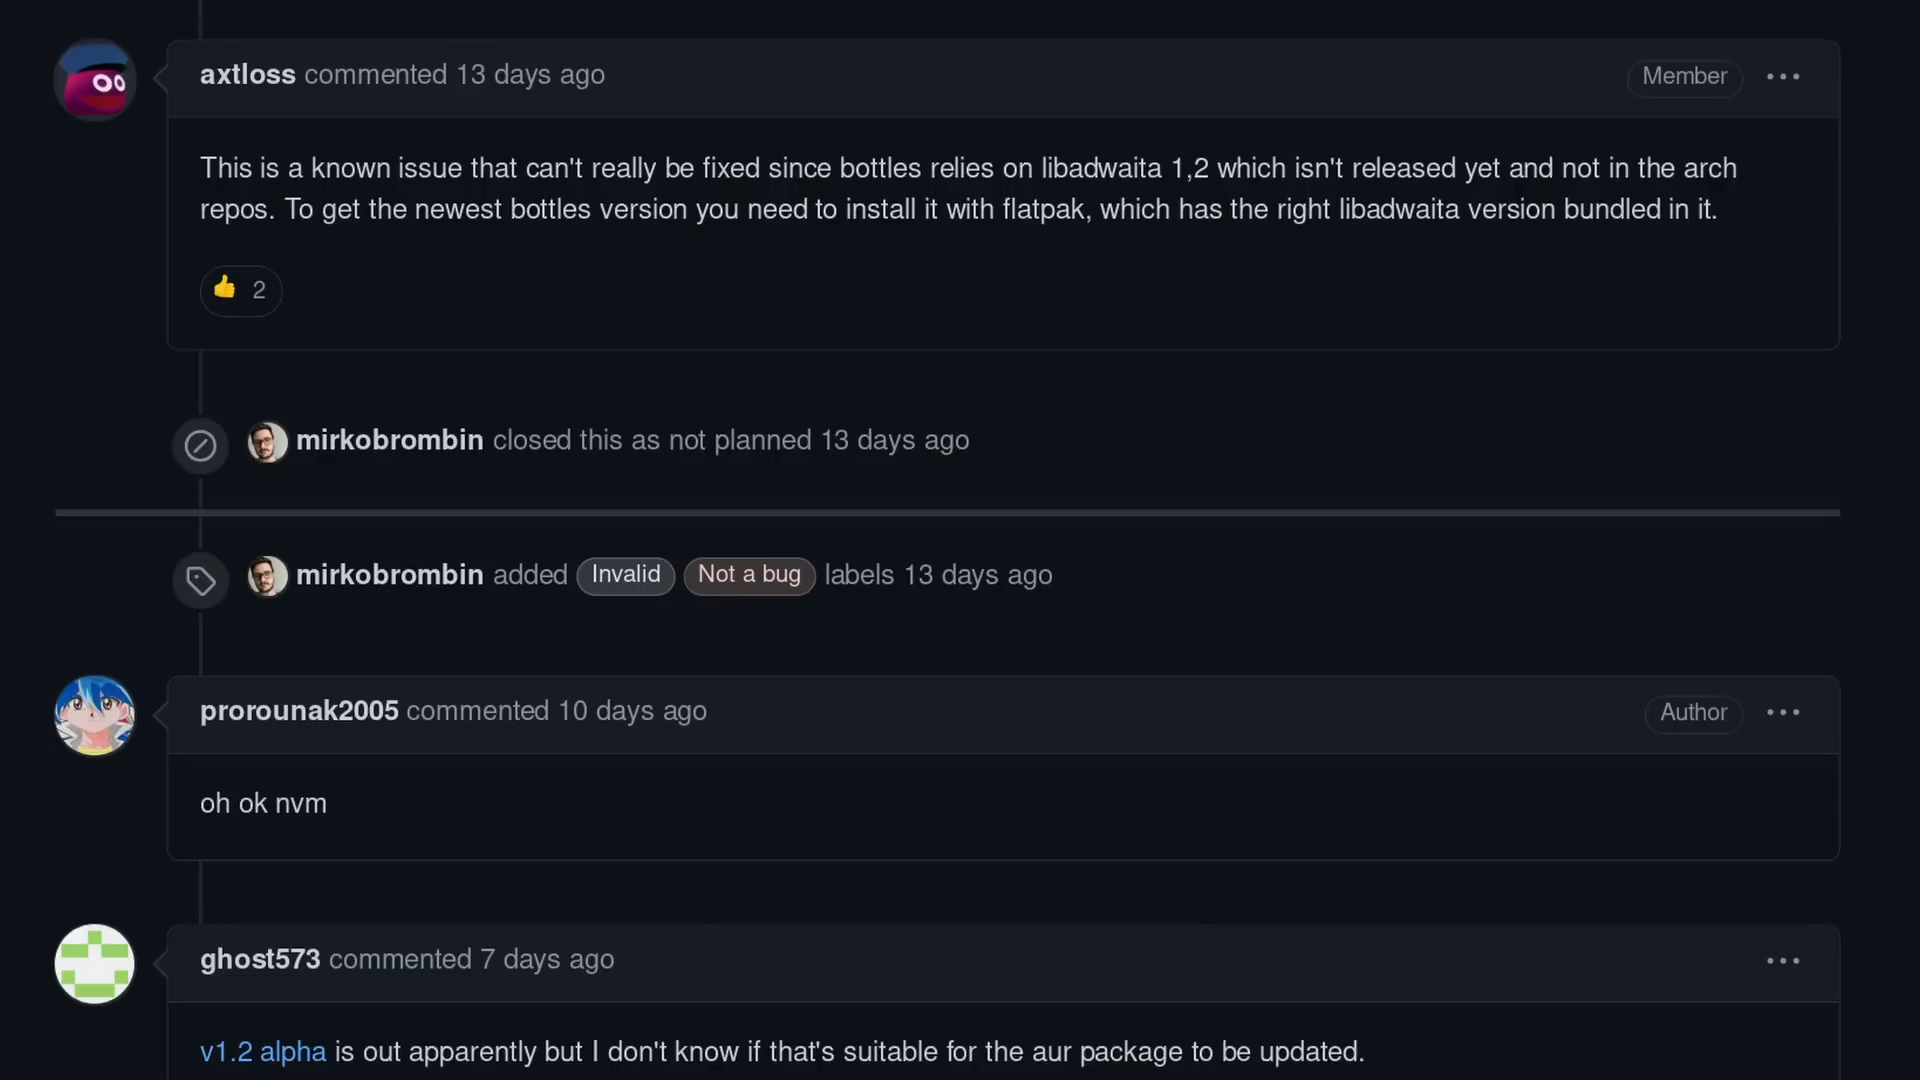 axtloss commented 13 days ago
Member
This is a known issue that can't really be fixed since bottles relies on libadwaita 1,2 which isn't released yet and not in the arch
repos. To get the newest bottles version you need to install it with flatpak, which has the right libadwaita version bundled in it.
👍 2
mirkobrombin closed this as not planned 13 days ago
mirkobrombin added Invalid Not a bug labels 13 days ago
prorounak2005 commented 10 days ago
Author
oh ok nvm
ghost573 commented 7 days ago
v1.2 alpha is out apparently but I don't know if that's suitable for the aur package to be updated.